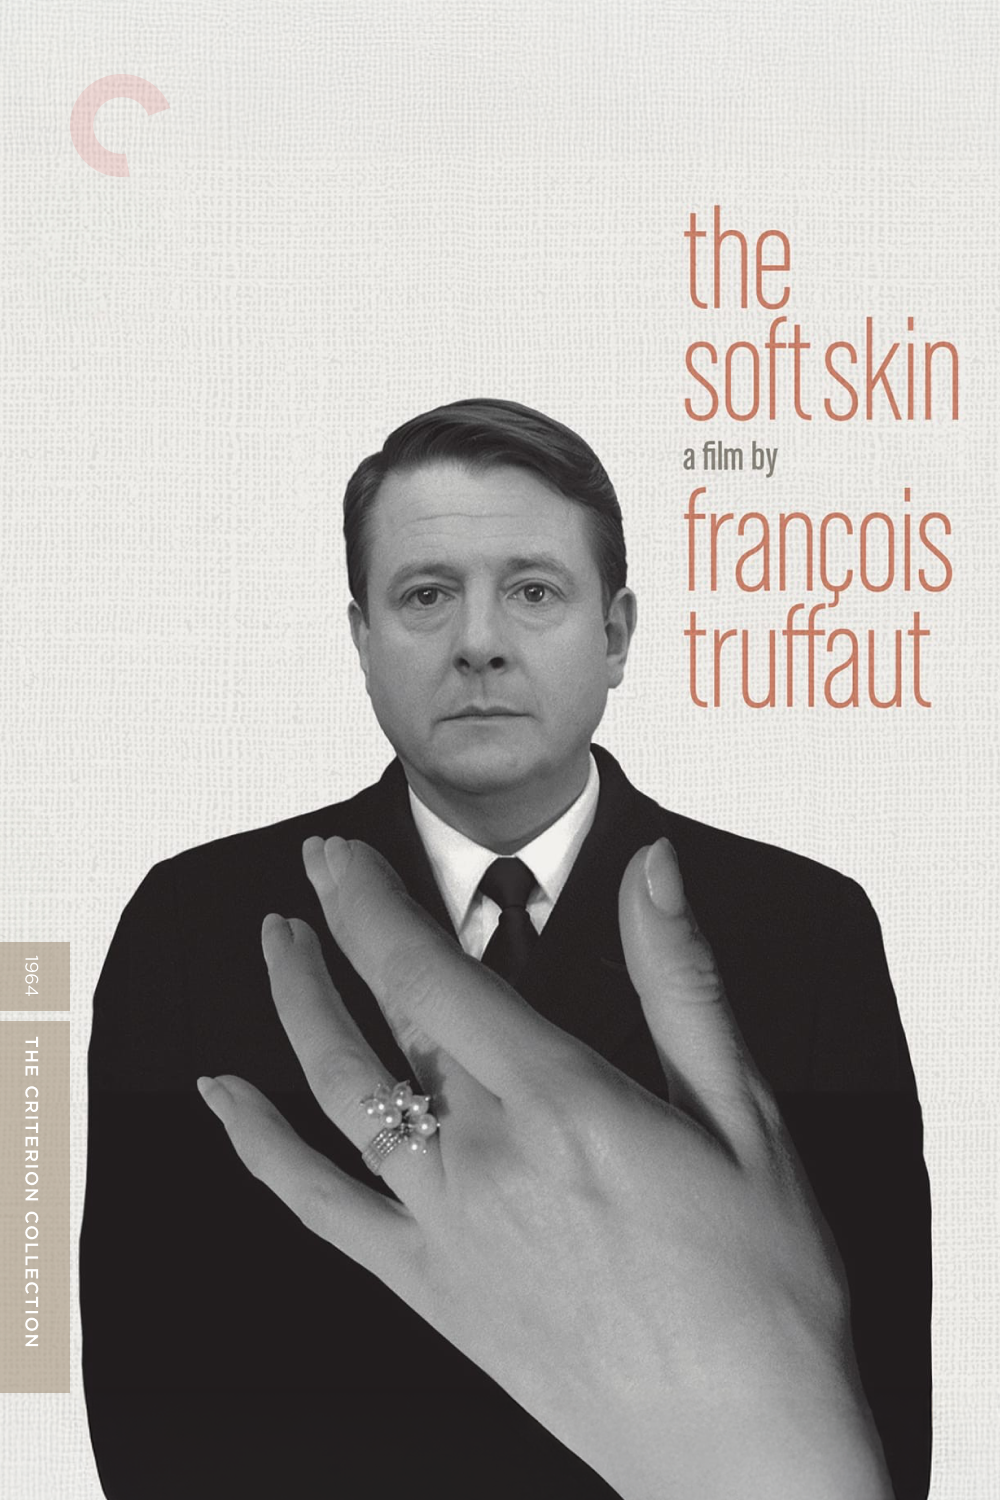 the
soft skin
a film by
françois
truffaut
1964
THE CRITERION COLLECTION